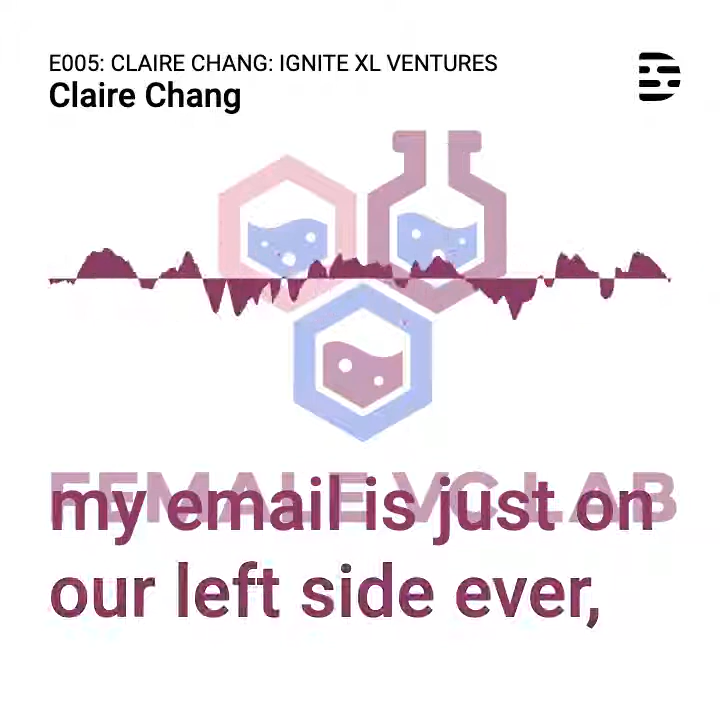 E005: CLAIRE CHANG: IGNITE XL VENTURES
Claire Chang
FEMALE VC LAB
my email is just on
our left side ever,